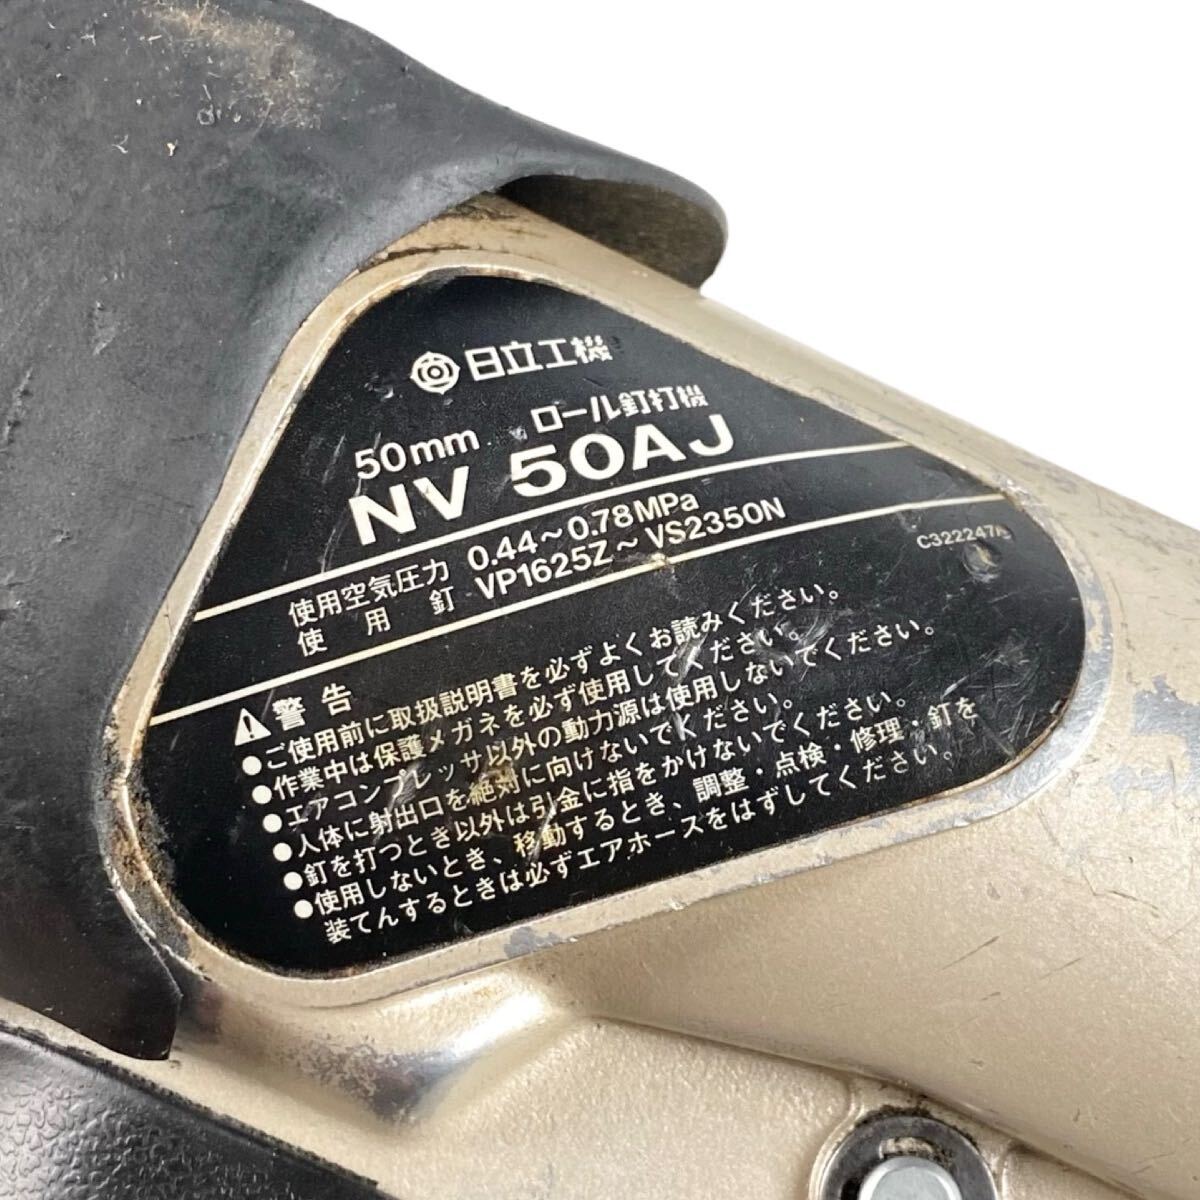 日立工機
50mm ロール釘打機
NV 50AJ
使用空気圧力 0.44～0.78MPa
使用釘 VP1625Z～VS2350N
C322247A
警告
●ご使用前に取扱説明書を必ずよくお読みください。
●作業中は保護メガネを必ず使用してください。
●エアコンプレッサ以外の動力源は使用しないでください。
●人体に射出口を絶対に向けないでください。
●釘を打つとき以外は引金に指をかけないでください。
●使用しないとき、移動するとき、調整・点検・修理・釘を
装てんするときは必ずエアホースをはずしてください。